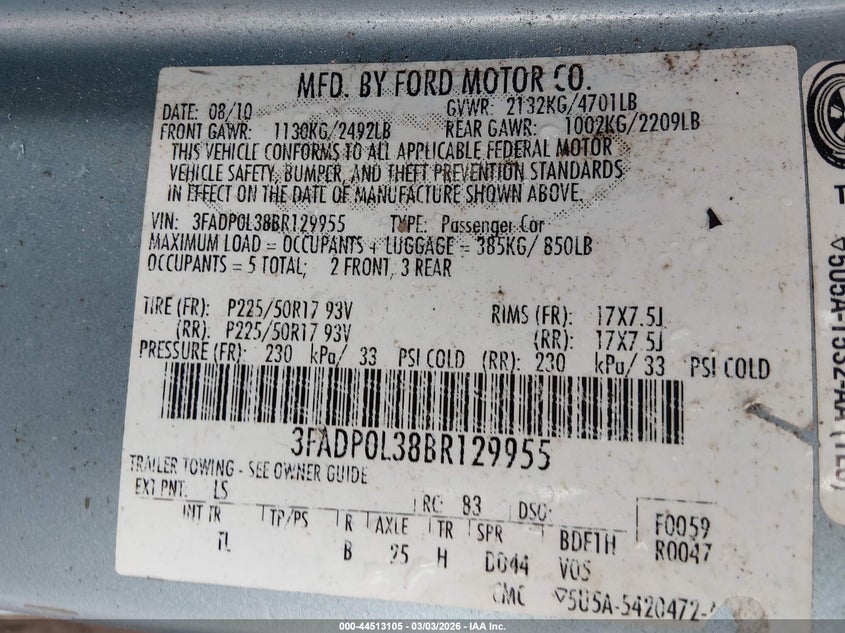 MFD. BY FORD MOTOR CO.
DATE: 08/10 GVWR: 2132KG/4701LB
FRONT GAWR: 1130KG/2492LB REAR GAWR: 1002KG/2209LB
THIS VEHICLE CONFORMS TO ALL APPLICABLE FEDERAL MOTOR
VEHICLE SAFETY, BUMPER, AND THEFT PREVENTION STANDARDS
IN EFFECT ON THE DATE OF MANUFACTURE SHOWN ABOVE.
VIN: 3FADP0L38BR129955 TYPE: Passenger Car
MAXIMUM LOAD = OCCUPANTS + LUGGAGE = 385KG/ 850LB
OCCUPANTS = 5 TOTAL; 2 FRONT, 3 REAR
TIRE (FR): P225/50R17 93V RIMS (FR): 17X7.5J
(RR): P225/50R17 93V (RR): 17X7.5J
PRESSURE (FR): 230 kPa/ 33 PSI COLD (RR): 230 kPa/ 33 PSI COLD
3FADP0L38BR129955
TRAILER TOWING - SEE OWNER GUIDE
EXT PNT: LS RC: 83 DSO: F0059
INT TR TP/PS R AXLE TR SPR BDETH R0047
TL B 25 H DD44 VOS
CMC 5U5A-5420472-
000-44513105 - 03/03/2026 - IAA Inc.